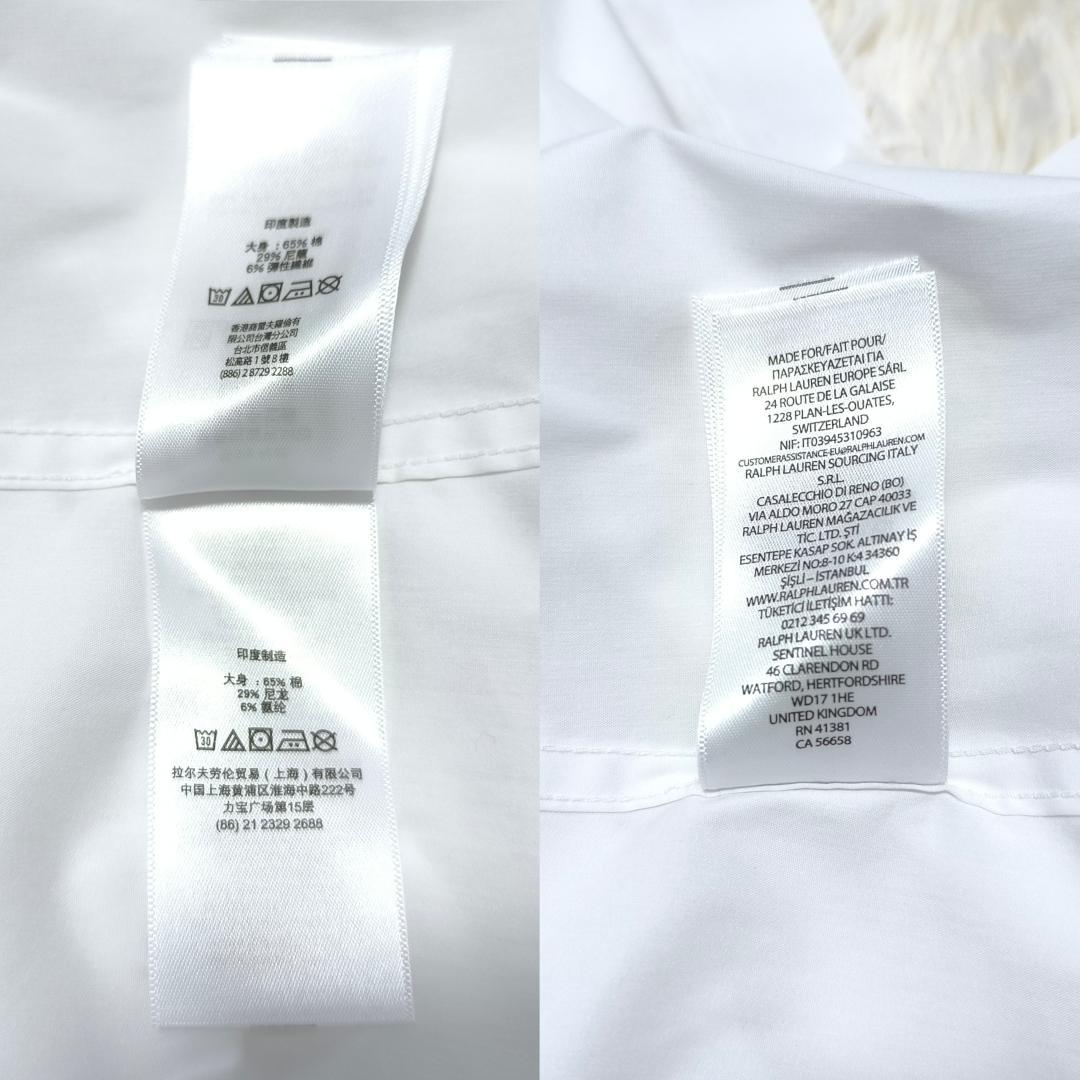 印度製造
大身 : 65% 棉
29% 尼龍
6% 彈性纖維
30
香港商雷夫羅倫有
限公司台灣分公司
台北市信義區
松高路1號8樓
(886) 2 8729 2288
印度制造
大身 : 65% 棉
29% 尼龙
6% 氨纶
30
拉尔夫劳伦贸易（上海）有限公司
中国上海黄浦区淮海中路222号
力宝广场第15层
(86) 21 2329 2688
MADE FOR/FAIT POUR/
ΠΑΡΑΣΚΕΥΑΖΕΤΑΙ ΓΙΑ
RALPH LAUREN EUROPE SÁRL
24 ROUTE DE LA GALAISE
1228 PLAN-LES-OUATES,
SWITZERLAND
NIF: IT03945310963
CUSTOMERASSISTANCE-EU@RALPHLAUREN.COM
RALPH LAUREN SOURCING ITALY
S.R.L.
CASALECCHIO DI RENO (BO)
VIA ALDO MORO 27 CAP 40033
RALPH LAUREN MAĞAZACILIK VE
TİC. LTD. ŞTİ
ESENTEPE KASAP SOK. ALTINAY İŞ
MERKEZİ NO:8-10 K:4 34360
ŞİŞLİ – İSTANBUL
WWW.RALPHLAUREN.COM.TR
TÜKETİCİ İLETİŞİM HATTI:
0212 345 69 69
RALPH LAUREN UK LTD.
SENTINEL HOUSE
46 CLARENDON RD
WATFORD, HERTFORDSHIRE
WD17 1HE
UNITED KINGDOM
RN 41381
CA 56658